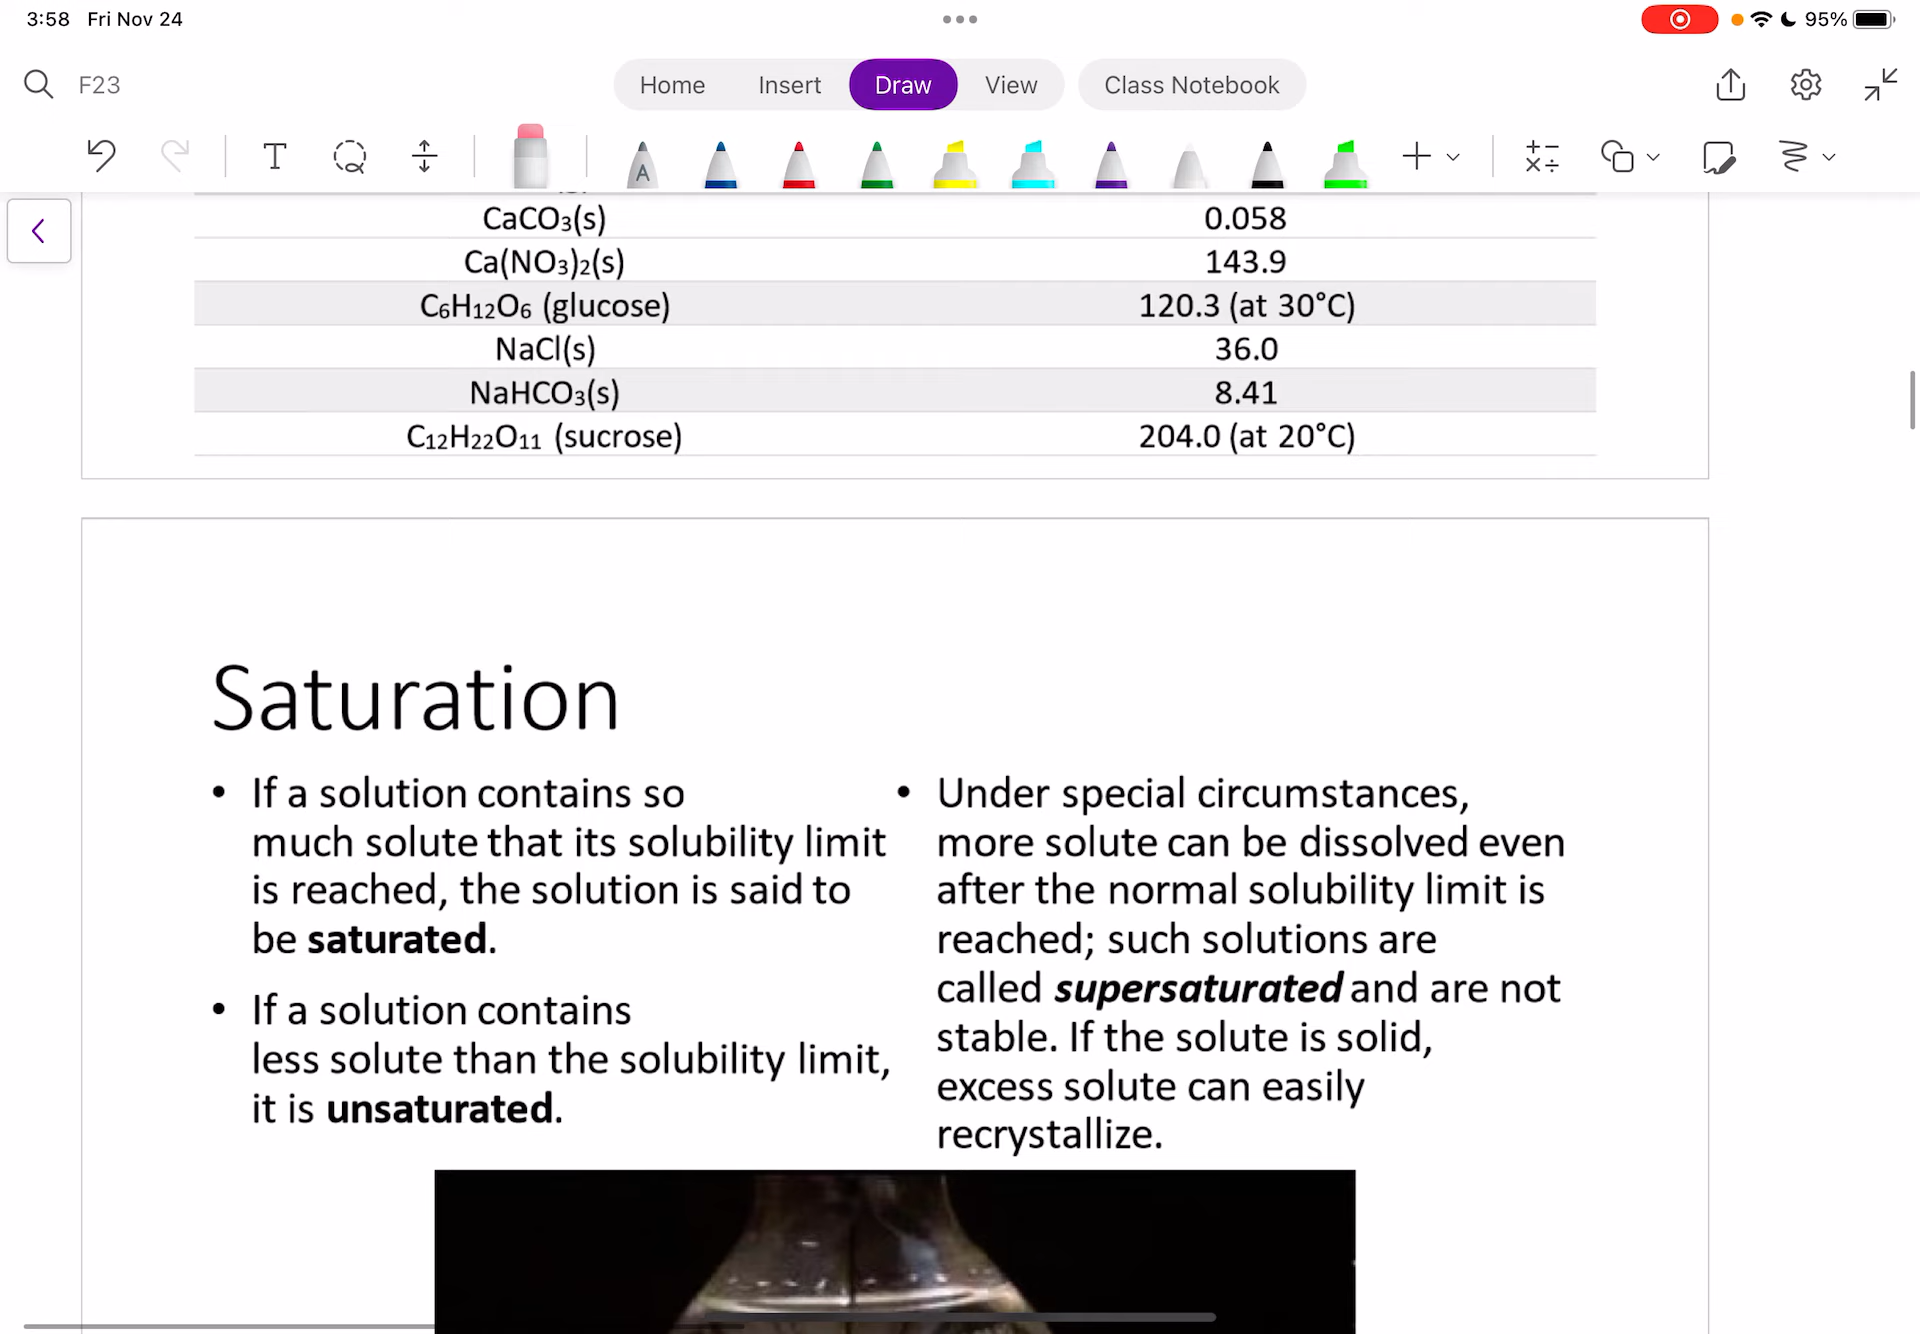 3:58 Fri Nov 24
95%
F23
Home Insert Draw View Class Notebook
T
A
CaCO₃(s) 0.058
Ca(NO₃)₂(s) 143.9
C₆H₁₂O₆ (glucose) 120.3 (at 30°C)
NaCl(s) 36.0
NaHCO₃(s) 8.41
C₁₂H₂₂O₁₁ (sucrose) 204.0 (at 20°C)
Saturation
• If a solution contains so
much solute that its solubility limit
is reached, the solution is said to
be saturated.
• If a solution contains
less solute than the solubility limit,
it is unsaturated.
• Under special circumstances,
more solute can be dissolved even
after the normal solubility limit is
reached; such solutions are
called supersaturated and are not
stable. If the solute is solid,
excess solute can easily
recrystallize.